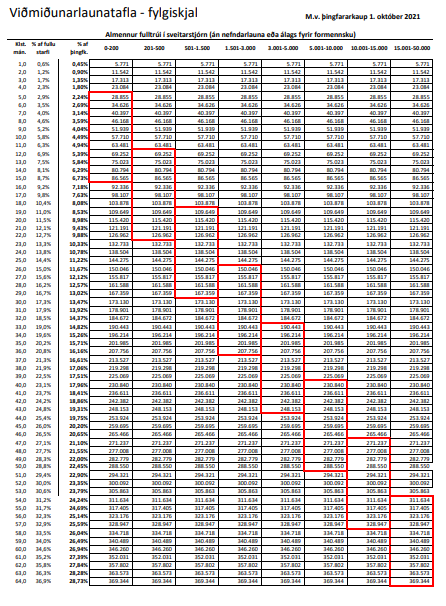 Viðmiðunarlaunatafla - fylgiskjal
M.v. þingfararkaup 1. október 2021
Almennur fulltrúi í sveitarstjórn (án nefndarlauna eða álags fyrir formennsku)
Klst. mán. % af fullu starfi % af þingfk. 0-200 201-500 501-1.500 1.501-3.000 3.001-5.000 5.001-10.000 10.001-15.000 15.001-50.000
1,0 0,6% 0,45% 5.771 5.771 5.771 5.771 5.771 5.771 5.771 5.771
2,0 1,2% 0,90% 11.542 11.542 11.542 11.542 11.542 11.542 11.542 11.542
3,0 1,7% 1,35% 17.313 17.313 17.313 17.313 17.313 17.313 17.313 17.313
4,0 2,3% 1,80% 23.084 23.084 23.084 23.084 23.084 23.084 23.084 23.084
5,0 2,9% 2,24% 28.855 28.855 28.855 28.855 28.855 28.855 28.855 28.855
6,0 3,5% 2,69% 34.626 34.626 34.626 34.626 34.626 34.626 34.626 34.626
7,0 4,0% 3,14% 40.397 40.397 40.397 40.397 40.397 40.397 40.397 40.397
8,0 4,6% 3,59% 46.168 46.168 46.168 46.168 46.168 46.168 46.168 46.168
9,0 5,2% 4,04% 51.939 51.939 51.939 51.939 51.939 51.939 51.939 51.939
10,0 5,8% 4,49% 57.710 57.710 57.710 57.710 57.710 57.710 57.710 57.710
11,0 6,3% 4,94% 63.481 63.481 63.481 63.481 63.481 63.481 63.481 63.481
12,0 6,9% 5,39% 69.252 69.252 69.252 69.252 69.252 69.252 69.252 69.252
13,0 7,5% 5,84% 75.023 75.023 75.023 75.023 75.023 75.023 75.023 75.023
14,0 8,1% 6,29% 80.794 80.794 80.794 80.794 80.794 80.794 80.794 80.794
15,0 8,7% 6,73% 86.565 86.565 86.565 86.565 86.565 86.565 86.565 86.565
16,0 9,2% 7,18% 92.336 92.336 92.336 92.336 92.336 92.336 92.336 92.336
17,0 9,8% 7,63% 98.107 98.107 98.107 98.107 98.107 98.107 98.107 98.107
18,0 10,4% 8,08% 103.878 103.878 103.878 103.878 103.878 103.878 103.878 103.878
19,0 11,0% 8,53% 109.649 109.649 109.649 109.649 109.649 109.649 109.649 109.649
20,0 11,5% 8,98% 115.420 115.420 115.420 115.420 115.420 115.420 115.420 115.420
21,0 12,1% 9,43% 121.191 121.191 121.191 121.191 121.191 121.191 121.191 121.191
22,0 12,7% 9,88% 126.962 126.962 126.962 126.962 126.962 126.962 126.962 126.962
23,0 13,3% 10,33% 132.733 132.733 132.733 132.733 132.733 132.733 132.733 132.733
24,0 13,8% 10,78% 138.504 138.504 138.504 138.504 138.504 138.504 138.504 138.504
25,0 14,4% 11,22% 144.275 144.275 144.275 144.275 144.275 144.275 144.275 144.275
26,0 15,0% 11,67% 150.046 150.046 150.046 150.046 150.046 150.046 150.046 150.046
27,0 15,6% 12,12% 155.817 155.817 155.817 155.817 155.817 155.817 155.817 155.817
28,0 16,2% 12,57% 161.588 161.588 161.588 161.588 161.588 161.588 161.588 161.588
29,0 16,7% 13,02% 167.359 167.359 167.359 167.359 167.359 167.359 167.359 167.359
30,0 17,3% 13,47% 173.130 173.130 173.130 173.130 173.130 173.130 173.130 173.130
31,0 17,9% 13,92% 178.901 178.901 178.901 178.901 178.901 178.901 178.901 178.901
32,0 18,5% 14,37% 184.672 184.672 184.672 184.672 184.672 184.672 184.672 184.672
33,0 19,0% 14,82% 190.443 190.443 190.443 190.443 190.443 190.443 190.443 190.443
34,0 19,6% 15,26% 196.214 196.214 196.214 196.214 196.214 196.214 196.214 196.214
35,0 20,2% 15,71% 201.985 201.985 201.985 201.985 201.985 201.985 201.985 201.985
36,0 20,8% 16,16% 207.756 207.756 207.756 207.756 207.756 207.756 207.756 207.756
37,0 21,3% 16,61% 213.527 213.527 213.527 213.527 213.527 213.527 213.527 213.527
38,0 21,9% 17,06% 219.298 219.298 219.298 219.298 219.298 219.298 219.298 219.298
39,0 22,5% 17,51% 225.069 225.069 225.069 225.069 225.069 225.069 225.069 225.069
40,0 23,1% 17,96% 230.840 230.840 230.840 230.840 230.840 230.840 230.840 230.840
41,0 23,7% 18,41% 236.611 236.611 236.611 236.611 236.611 236.611 236.611 236.611
42,0 24,2% 18,86% 242.382 242.382 242.382 242.382 242.382 242.382 242.382 242.382
43,0 24,8% 19,31% 248.153 248.153 248.153 248.153 248.153 248.153 248.153 248.153
44,0 25,4% 19,75% 253.924 253.924 253.924 253.924 253.924 253.924 253.924 253.924
45,0 26,0% 20,20% 259.695 259.695 259.695 259.695 259.695 259.695 259.695 259.695
46,0 26,5% 20,65% 265.466 265.466 265.466 265.466 265.466 265.466 265.466 265.466
47,0 27,1% 21,10% 271.237 271.237 271.237 271.237 271.237 271.237 271.237 271.237
48,0 27,7% 21,55% 277.008 277.008 277.008 277.008 277.008 277.008 277.008 277.008
49,0 28,3% 22,00% 282.779 282.779 282.779 282.779 282.779 282.779 282.779 282.779
50,0 28,8% 22,45% 288.550 288.550 288.550 288.550 288.550 288.550 288.550 288.550
51,0 29,4% 22,90% 294.321 294.321 294.321 294.321 294.321 294.321 294.321 294.321
52,0 30,0% 23,35% 300.092 300.092 300.092 300.092 300.092 300.092 300.092 300.092
53,0 30,6% 23,79% 305.863 305.863 305.863 305.863 305.863 305.863 305.863 305.863
54,0 31,2% 24,24% 311.634 311.634 311.634 311.634 311.634 311.634 311.634 311.634
55,0 31,7% 24,69% 317.405 317.405 317.405 317.405 317.405 317.405 317.405 317.405
56,0 32,3% 25,14% 323.176 323.176 323.176 323.176 323.176 323.176 323.176 323.176
57,0 32,9% 25,59% 328.947 328.947 328.947 328.947 328.947 328.947 328.947 328.947
58,0 33,5% 26,04% 334.718 334.718 334.718 334.718 334.718 334.718 334.718 334.718
59,0 34,0% 26,49% 340.489 340.489 340.489 340.489 340.489 340.489 340.489 340.489
60,0 34,6% 26,94% 346.260 346.260 346.260 346.260 346.260 346.260 346.260 346.260
61,0 35,2% 27,39% 352.031 352.031 352.031 352.031 352.031 352.031 352.031 352.031
62,0 35,8% 27,84% 357.802 357.802 357.802 357.802 357.802 357.802 357.802 357.802
63,0 36,3% 28,28% 363.573 363.573 363.573 363.573 363.573 363.573 363.573 363.573
64,0 36,9% 28,73% 369.344 369.344 369.344 369.344 369.344 369.344 369.344 369.344